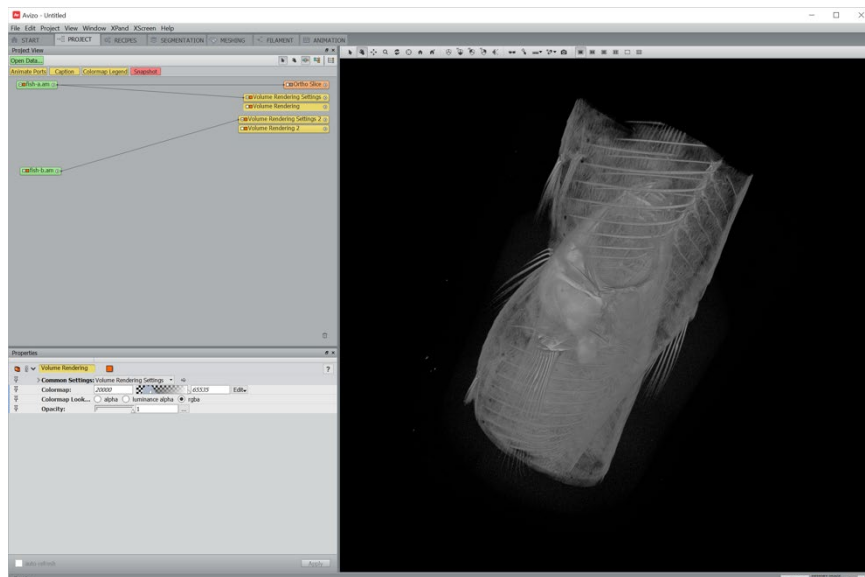 Avizo - Untitled
File Edit Project View Window XPand XScreen Help
START PROJECT RECIPES SEGMENTATION MESHING FILAMENT ANIMATION
Project View
Open Data...
Animate Ports Caption Colormap Legend Snapshot
fish-a.am Ortho Slice
Volume Rendering Settings
Volume Rendering
Volume Rendering Settings 2
Volume Rendering 2
fish-b.am
Properties
Volume Rendering ?
Common Settings: Volume Rendering Settings
Colormap: 20000 65535 Edit
Colormap Look... alpha luminance alpha rgba
Opacity: 1 ...
auto-refresh Apply